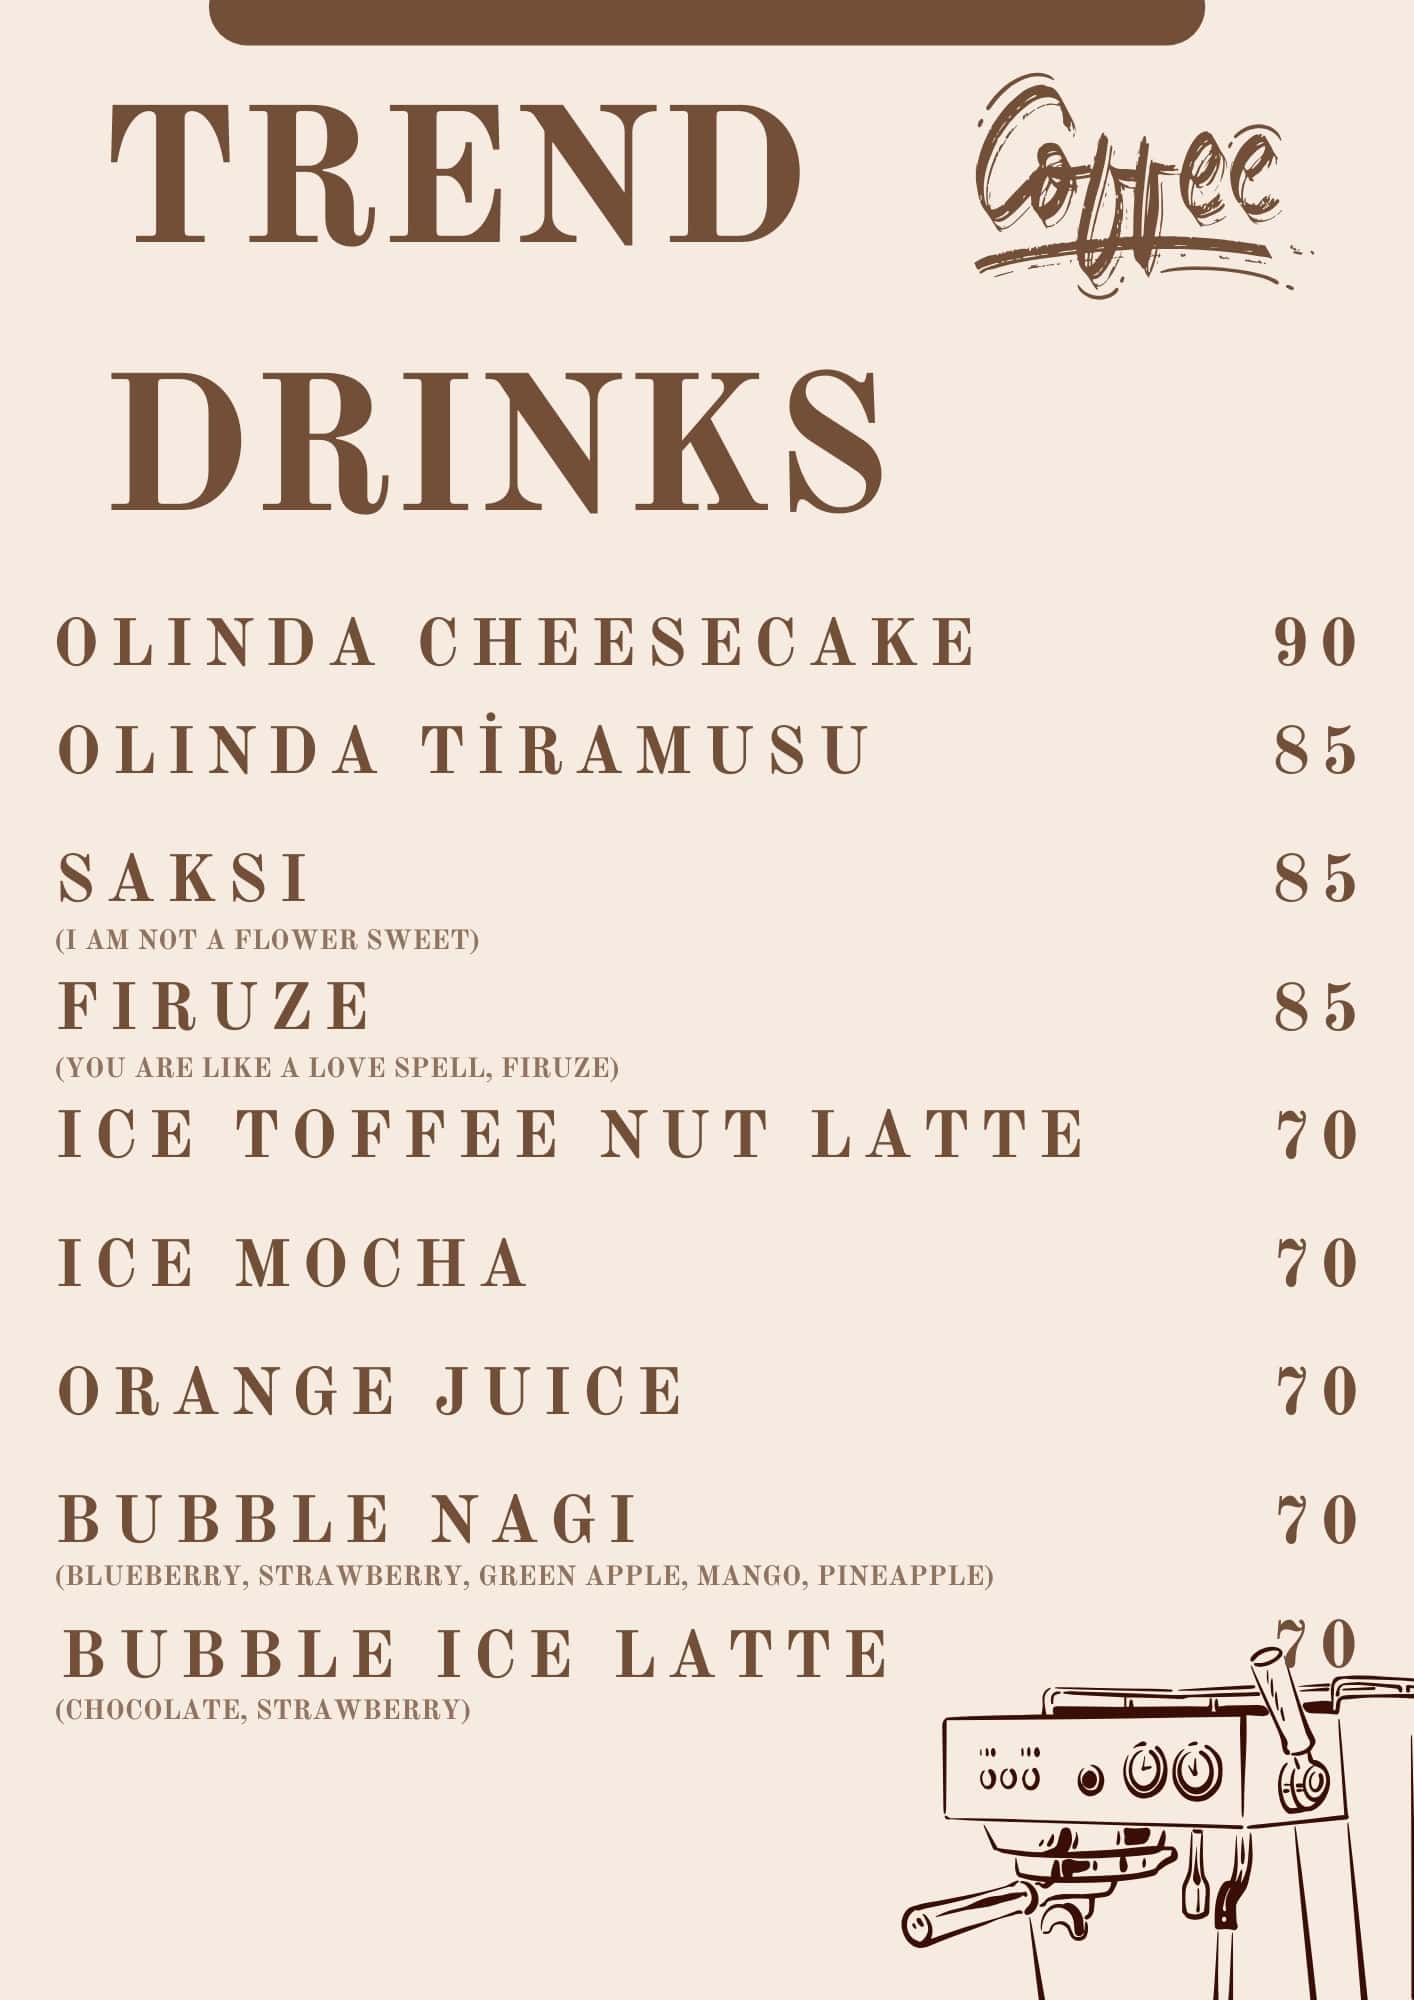 TREND
Coffee
DRINKS
OLINDA CHEESECAKE 90
OLINDA TİRAMUSU 85
SAKSI 85
(I AM NOT A FLOWER SWEET)
FIRUZE 85
(YOU ARE LIKE A LOVE SPELL, FIRUZE)
ICE TOFFEE NUT LATTE 70
ICE MOCHA 70
ORANGE JUICE 70
BUBBLE NAGI 70
(BLUEBERRY, STRAWBERRY, GREEN APPLE, MANGO, PINEAPPLE)
BUBBLE ICE LATTE 70
(CHOCOLATE, STRAWBERRY)